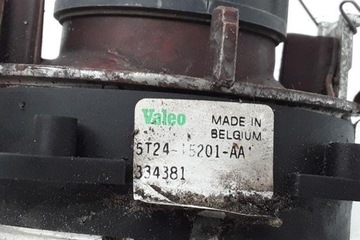 Valeo MADE IN
BELGIUM
5T24-15201-AA
334381